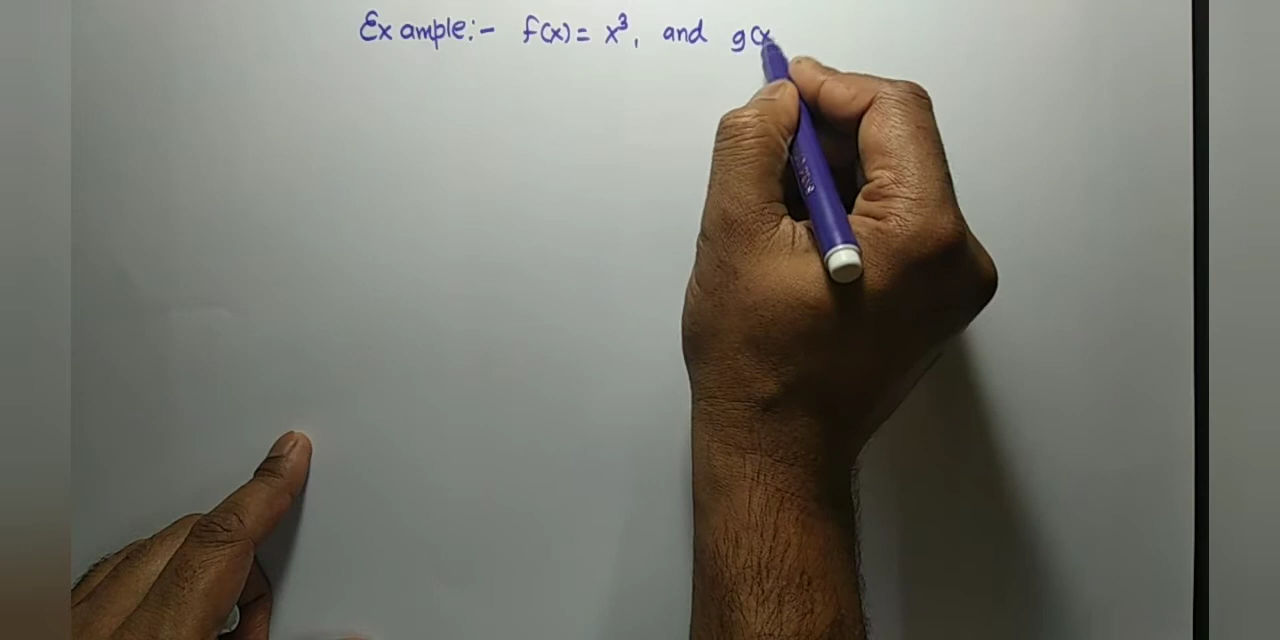 Example:- f(x) = x³, and g(x